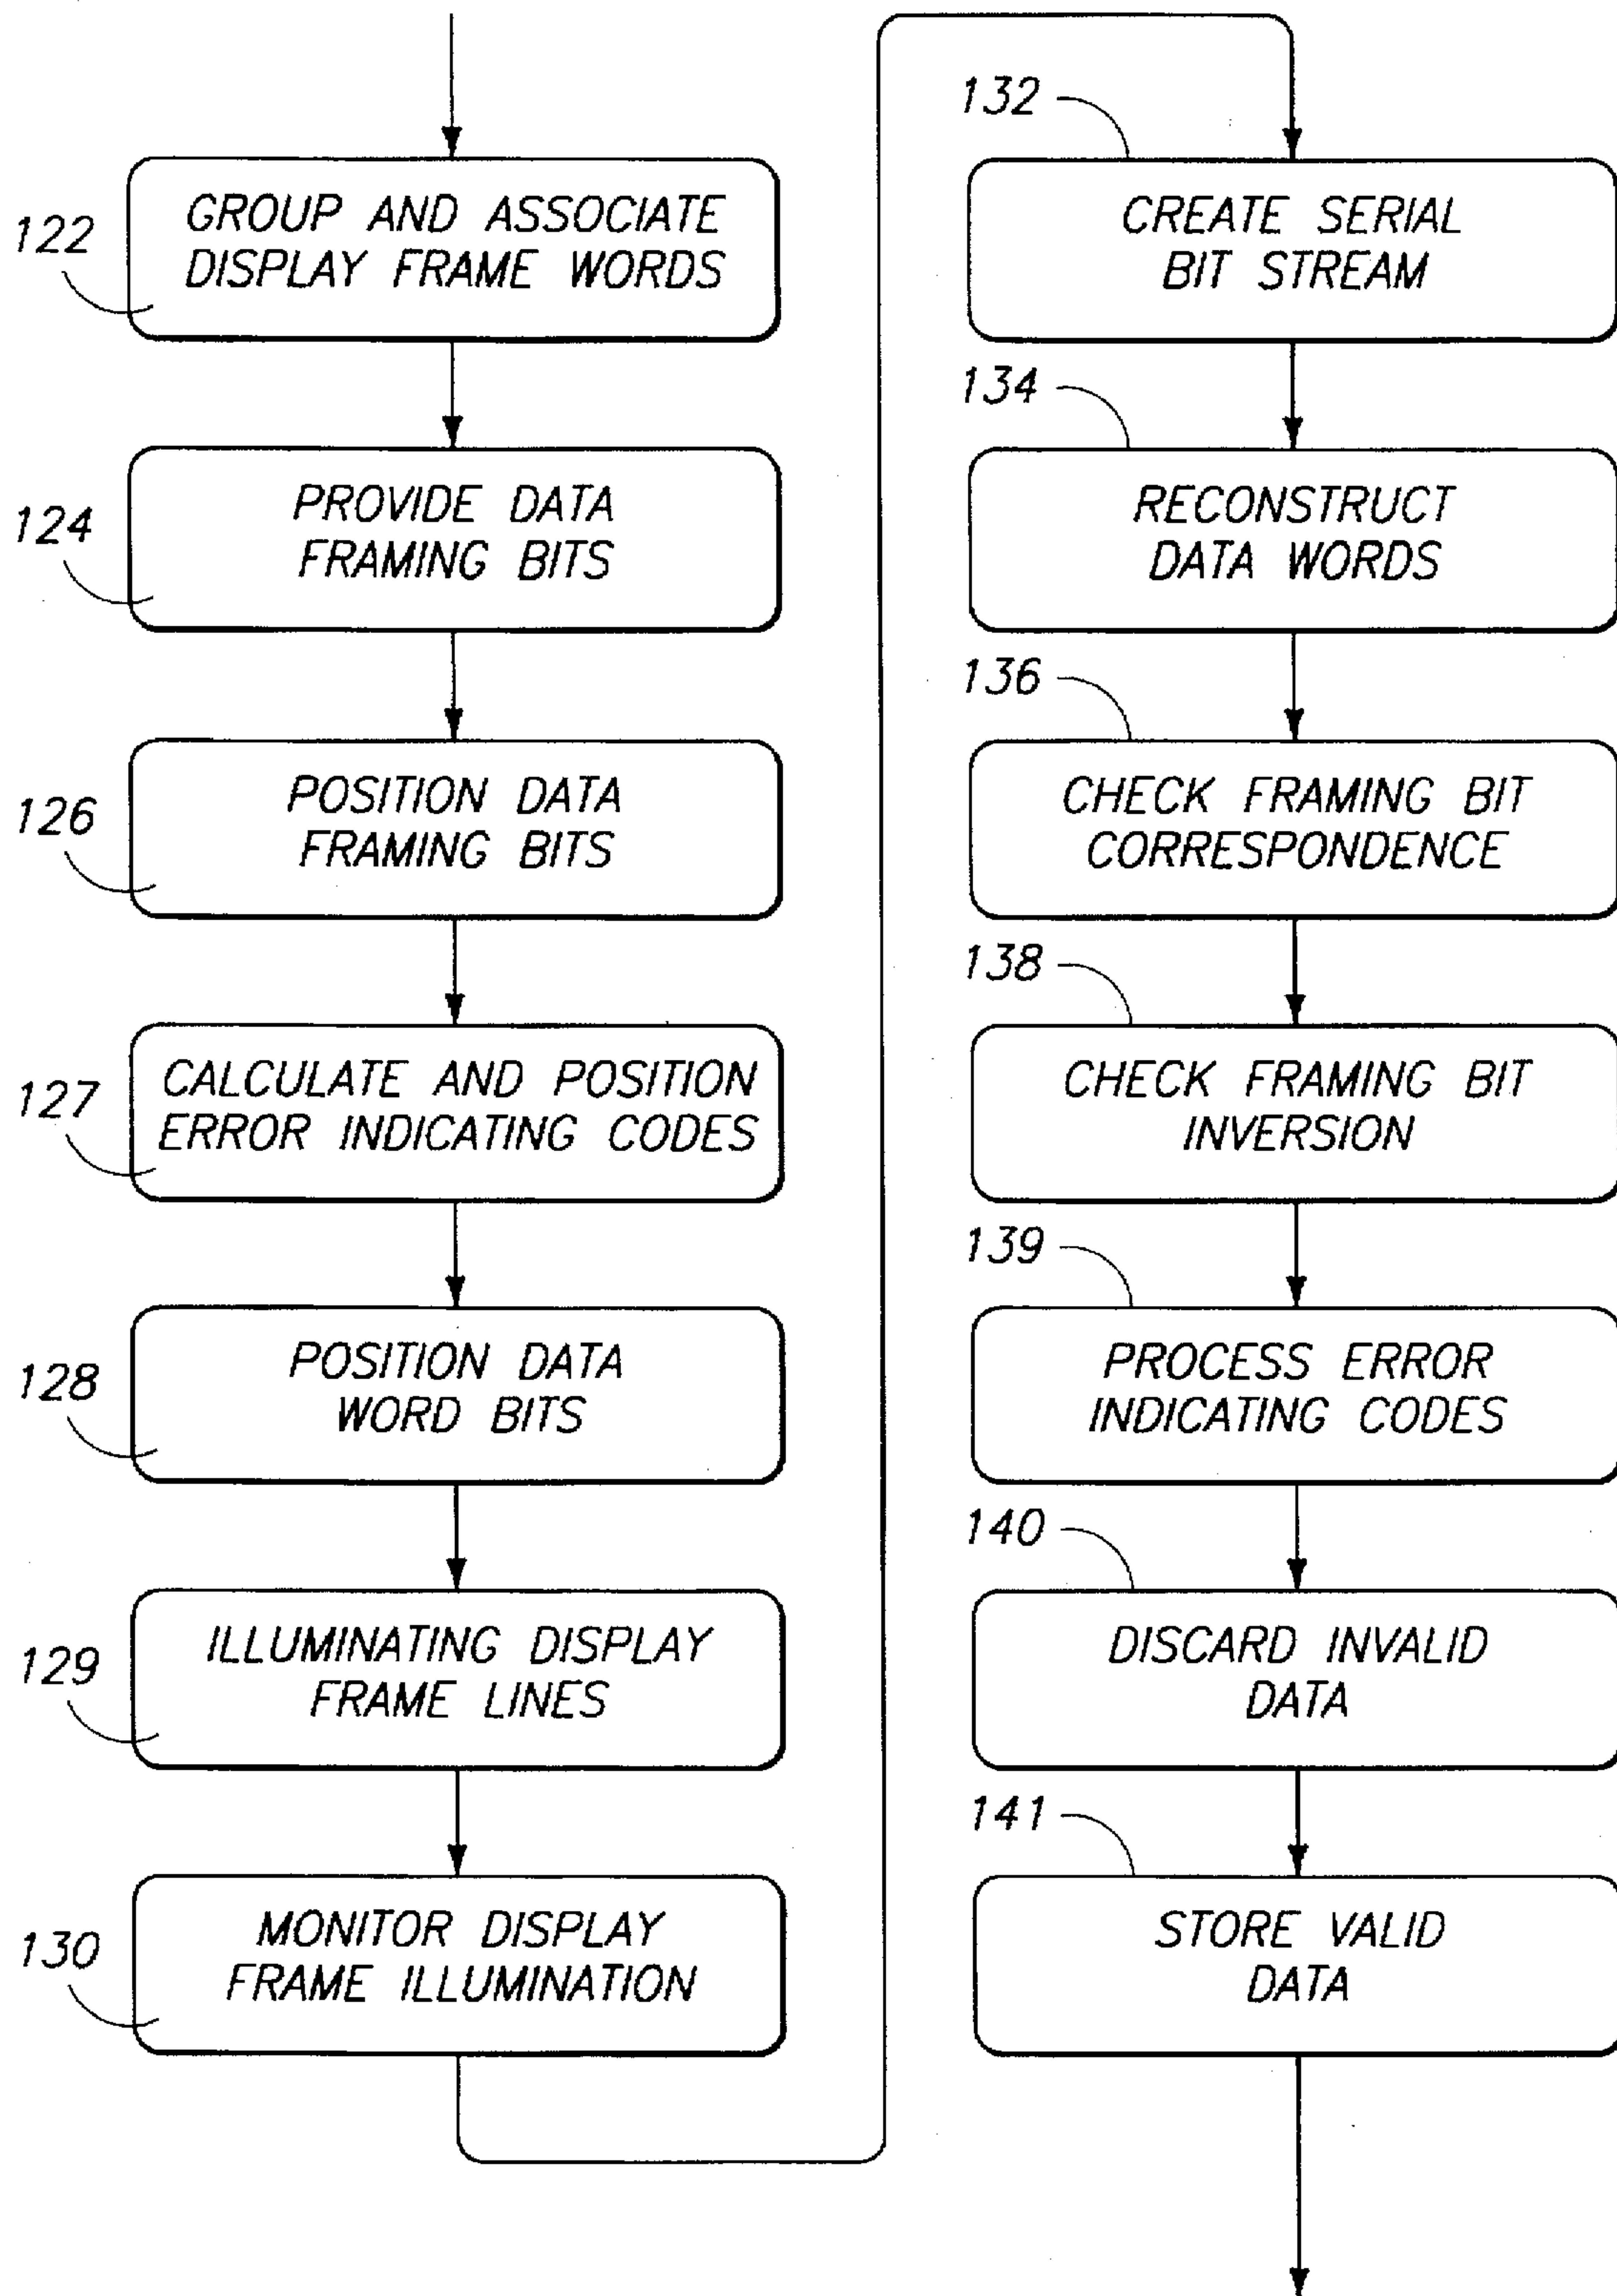 122
GROUP AND ASSOCIATE
DISPLAY FRAME WORDS
124
PROVIDE DATA
FRAMING BITS
126
POSITION DATA
FRAMING BITS
127
CALCULATE AND POSITION
ERROR INDICATING CODES
128
POSITION DATA
WORD BITS
129
ILLUMINATING DISPLAY
FRAME LINES
130
MONITOR DISPLAY
FRAME ILLUMINATION
132
CREATE SERIAL
BIT STREAM
134
RECONSTRUCT
DATA WORDS
136
CHECK FRAMING BIT
CORRESPONDENCE
138
CHECK FRAMING BIT
INVERSION
139
PROCESS ERROR
INDICATING CODES
140
DISCARD INVALID
DATA
141
STORE VALID
DATA